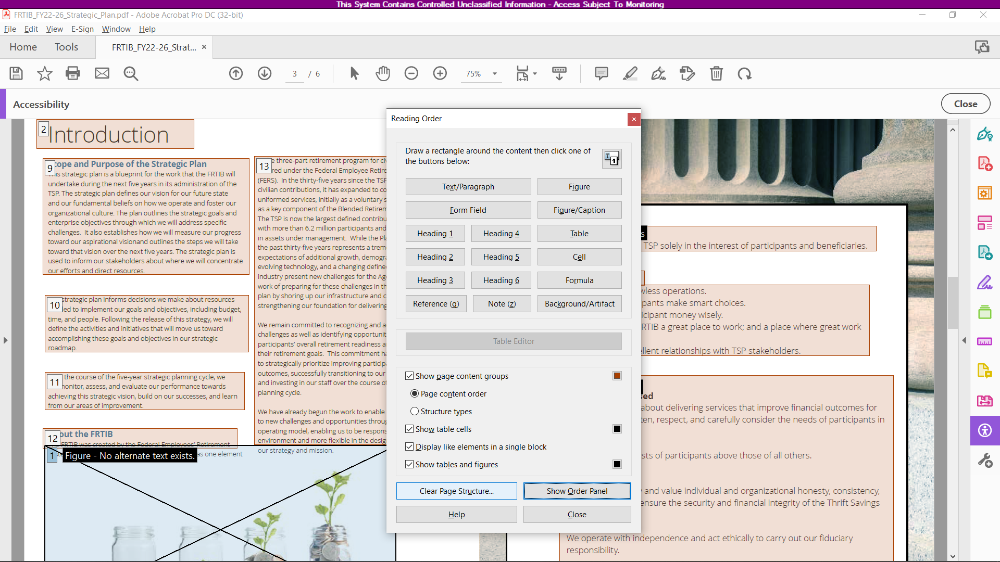 This System Contains Controlled Unclassified Information - Access Subject To Monitoring
FRTIB_FY22-26_Strategic_Plan.pdf - Adobe Acrobat Pro DC (32-bit)
File Edit View E-Sign Window Help
Home Tools FRTIB_FY22-26_Strat... ×
3 / 6 75%
Accessibility
Close
2 Introduction
9 cope and Purpose of the Strategic Plan
his strategic plan is a blueprint for the work that the FRTIB will
undertake during the next five years in its administration of the
TSP. The strategic plan defines our vision for our future state
and our fundamental beliefs on how we operate and foster our
organizational culture. The plan outlines the strategic goals and
enterprise objectives through which we will address specific
challenges.  It also establishes how we will measure our progress
toward our aspirational visionand outlines the steps we will take
toward that vision over the next five years. The strategic plan is
used to inform our stakeholders about where we will concentrate
our efforts and direct resources.
10 strategic plan informs decisions we make about resources
ed to implement our goals and objectives, including budget,
time, and people. Following the release of this strategy, we will
define the activities and initiatives that will move us toward
accomplishing these goals and objectives in our strategic
roadmap.
11 the course of the five-year strategic planning cycle, we
onitor, assess, and evaluate our performance towards
achieving this strategic vision, build on our successes, and learn
from our areas of improvement.
12 out the FRTIB
FRTIB was created by the Federal Employees' Retirement
1 Figure - No alternate text exists.
as one element
13 e three-part retirement program for civ
red under the Federal Employee Retire
(FERS).  In the thirty-five years since the TSP
civilian contributions, it has expanded to co
uniformed services, initially as a voluntary s
as a key component of the Blended Retirem
The TSP is now the largest defined contribu
with more than 6.2 million participants and
in assets under management.  While the Pla
the past thirty-five years represents a trem
expectations of additional growth, demogra
evolving technology, and a changing define
industry present new challenges for the Age
work of preparing for these challenges in th
plan by shoring up our infrastructure and c
strengthening our foundation for delivering
We remain committed to recognizing and a
challenges as well as identifying opportunit
participants' overall retirement readiness a
their retirement goals.  This commitment ha
to strategically prioritize improving participa
outcomes, successfully transitioning to our
and investing in our staff over the course of
planning cycle.
We have already begun the work to enable
to new challenges and opportunities throug
operating model, enabling us to be respons
environment and more flexible in the desig
our strategy and mission.
Reading Order
×
Draw a rectangle around the content then click one of
the buttons below:
Text/Paragraph Figure
Form Field Figure/Caption
Heading 1 Heading 4 Table
Heading 2 Heading 5 Cell
Heading 3 Heading 6 Formula
Reference (q) Note (z) Background/Artifact
Table Editor
Show page content groups
Page content order
Structure types
Show table cells
Display like elements in a single block
Show tables and figures
Clear Page Structure... Show Order Panel
Help Close
s
TSP solely in the interest of participants and beneficiaries.
wless operations.
pants make smart choices.
icipant money wisely.
RTIB a great place to work; and a place where great work
ellent relationships with TSP stakeholders.
sed
about delivering services that improve financial outcomes for
ten, respect, and carefully consider the needs of participants in
sts of participants above those of all others.
y and value individual and organizational honesty, consistency,
ensure the security and financial integrity of the Thrift Savings
We operate with independence and act ethically to carry out our fiduciary
responsibility.